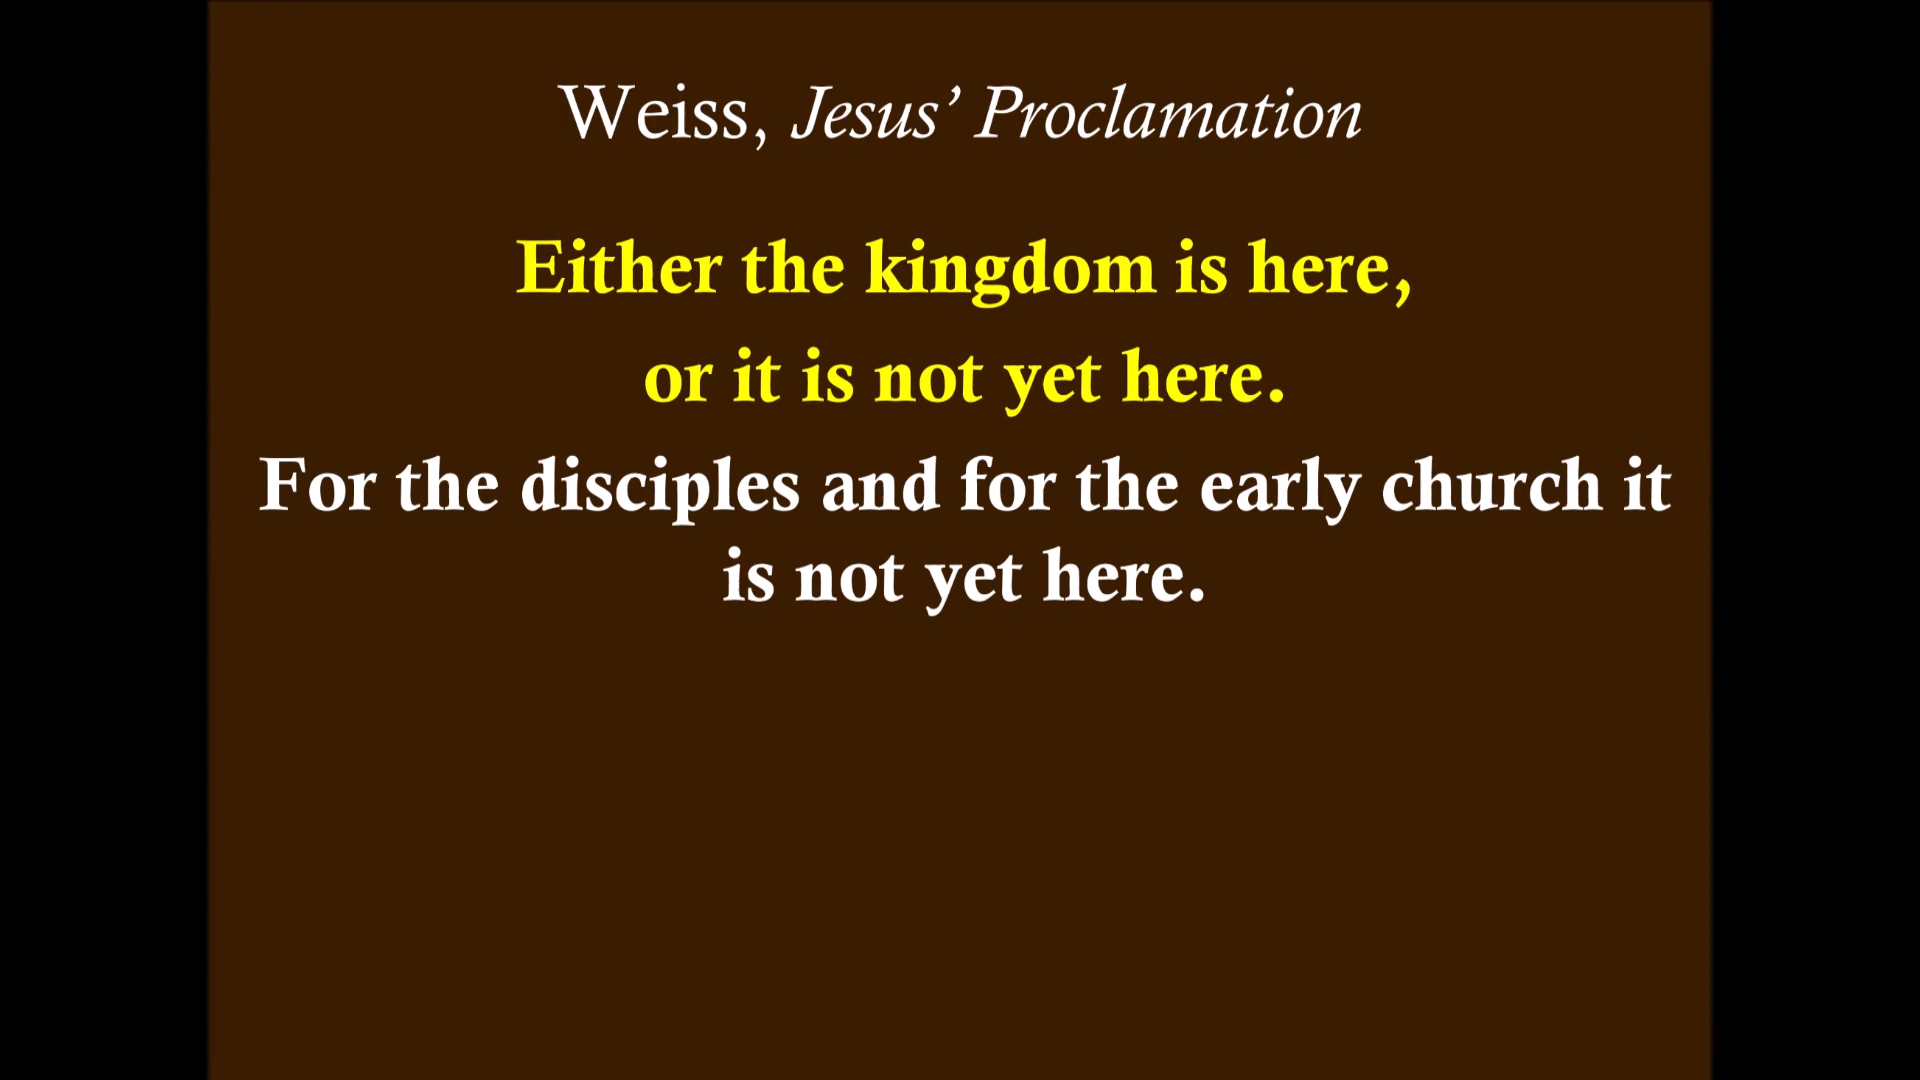 Weiss, Jesus’ Proclamation
Either the kingdom is here,
or it is not yet here.
For the disciples and for the early church it
is not yet here.